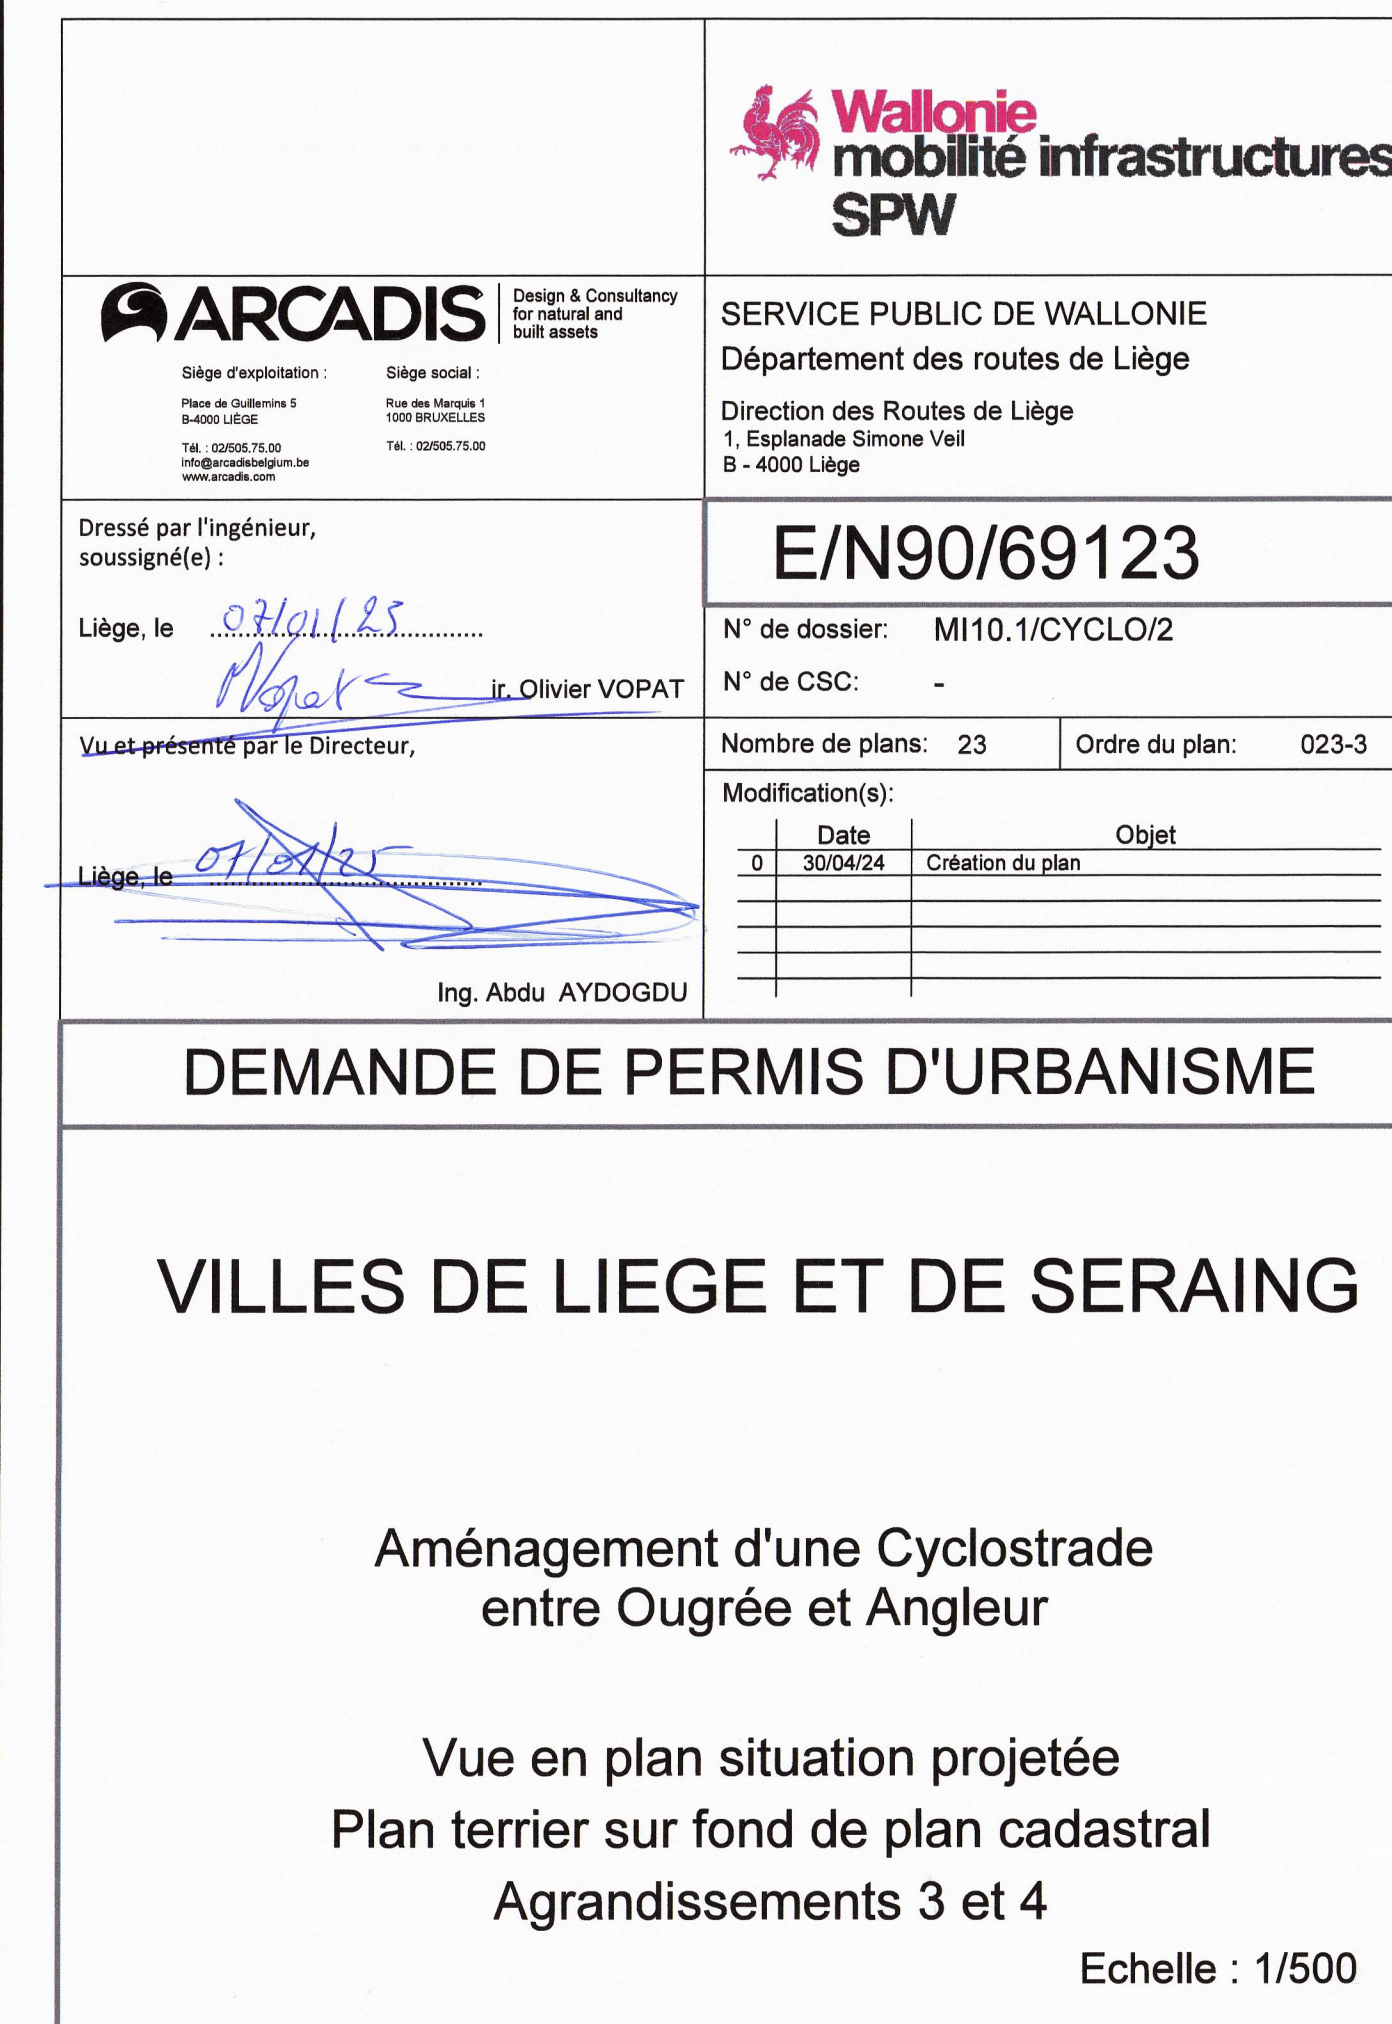 Wallonie
mobilité infrastructures
SPW
ARCADIS
Design & Consultancy
for natural and
built assets
Siège d'exploitation :
Place de Guillemins 5
B-4000 LIÈGE
Tél. : 02/505.75.00
info@arcadisbelgium.be
www.arcadis.com
Siège social :
Rue des Marquis 1
1000 BRUXELLES
Tél. : 02/505.75.00
SERVICE PUBLIC DE WALLONIE
Département des routes de Liège
Direction des Routes de Liège
1, Esplanade Simone Veil
B - 4000 Liège
Dressé par l'ingénieur,
soussigné(e) :
Liège, le 07/01/25
Vopat
ir. Olivier VOPAT
E/N90/69123
N° de dossier: MI10.1/CYCLO/2
N° de CSC: -
Vu et présenté par le Directeur,
Liège, le 07/01/25
Ing. Abdu AYDOGDU
Nombre de plans: 23
Ordre du plan: 023-3
Modification(s):
Date Objet
0 30/04/24 Création du plan
DEMANDE DE PERMIS D'URBANISME
VILLES DE LIEGE ET DE SERAING
Aménagement d'une Cyclostrade
entre Ougrée et Angleur
Vue en plan situation projetée
Plan terrier sur fond de plan cadastral
Agrandissements 3 et 4
Echelle : 1/500